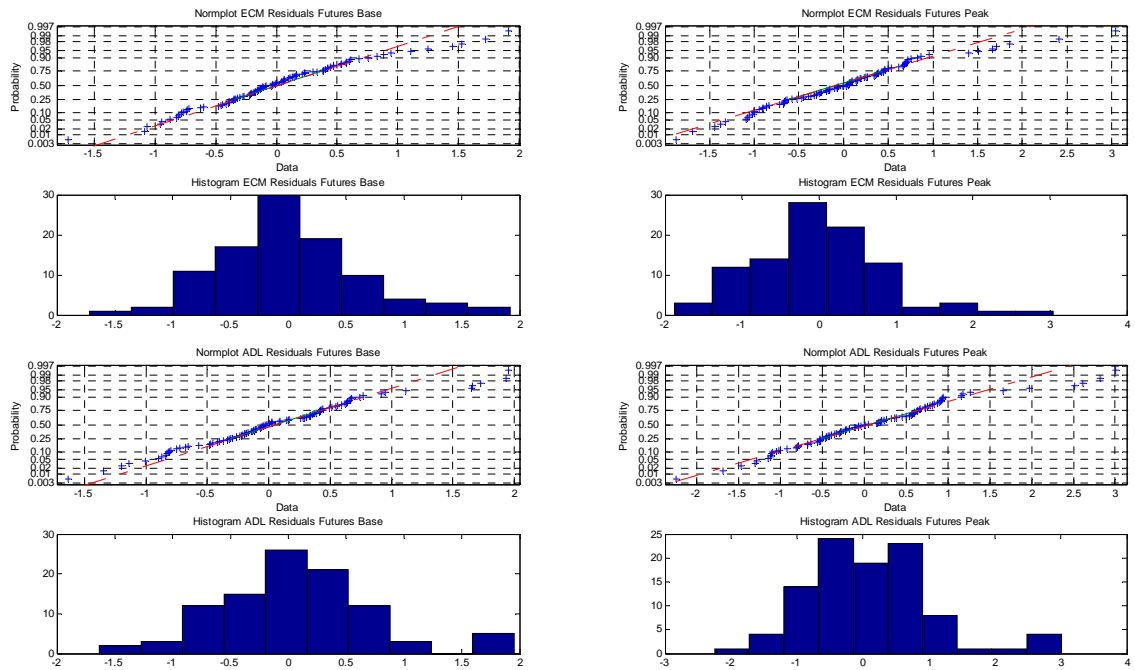 Normplot ECM Residuals Futures Base
0.997
0.99
0.98
0.95
0.90
0.75
0.50
0.25
0.10
0.05
0.02
0.01
0.003
Probability
-1.5 -1 -0.5 0 0.5 1 1.5 2
Data
Normplot ECM Residuals Futures Peak
0.997
0.99
0.98
0.95
0.90
0.75
0.50
0.25
0.10
0.05
0.02
0.01
0.003
Probability
-1.5 -1 -0.5 0 0.5 1 1.5 2 2.5 3
Data
Histogram ECM Residuals Futures Base
30
20
10
0
-2 -1.5 -1 -0.5 0 0.5 1 1.5 2
Histogram ECM Residuals Futures Peak
30
20
10
0
-2 -1 0 1 2 3 4
Normplot ADL Residuals Futures Base
0.997
0.99
0.98
0.95
0.90
0.75
0.50
0.25
0.10
0.05
0.02
0.01
0.003
Probability
-1.5 -1 -0.5 0 0.5 1 1.5 2
Data
Normplot ADL Residuals Futures Peak
0.997
0.99
0.98
0.95
0.90
0.75
0.50
0.25
0.10
0.05
0.02
0.01
0.003
Probability
-2 -1.5 -1 -0.5 0 0.5 1 1.5 2 2.5 3
Data
Histogram ADL Residuals Futures Base
30
20
10
0
-2 -1.5 -1 -0.5 0 0.5 1 1.5 2
Histogram ADL Residuals Futures Peak
25
20
15
10
5
0
-3 -2 -1 0 1 2 3 4